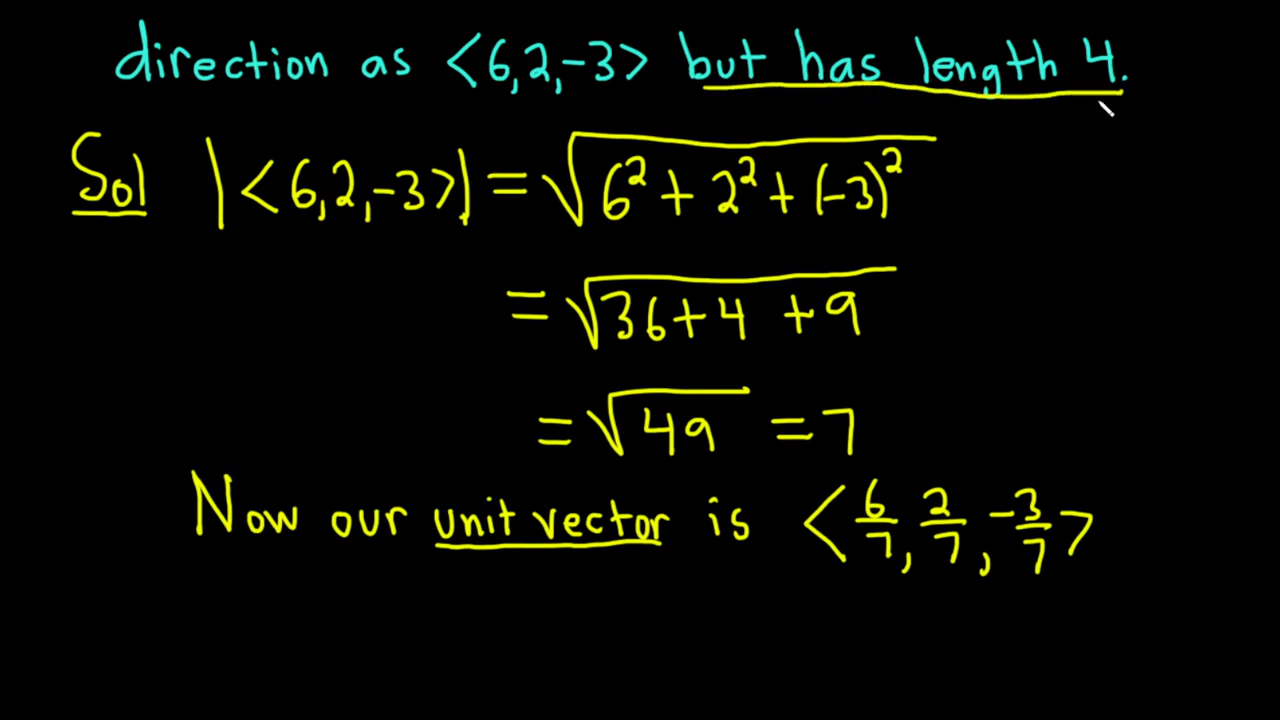 direction as <6,2,-3> but has length 4.
Sol |<6,2,-3>| = √6² + 2² + (-3)²
= √36+4 +9
= √49 = 7
Now our unit vector is <6/7, 2/7, -3/7>